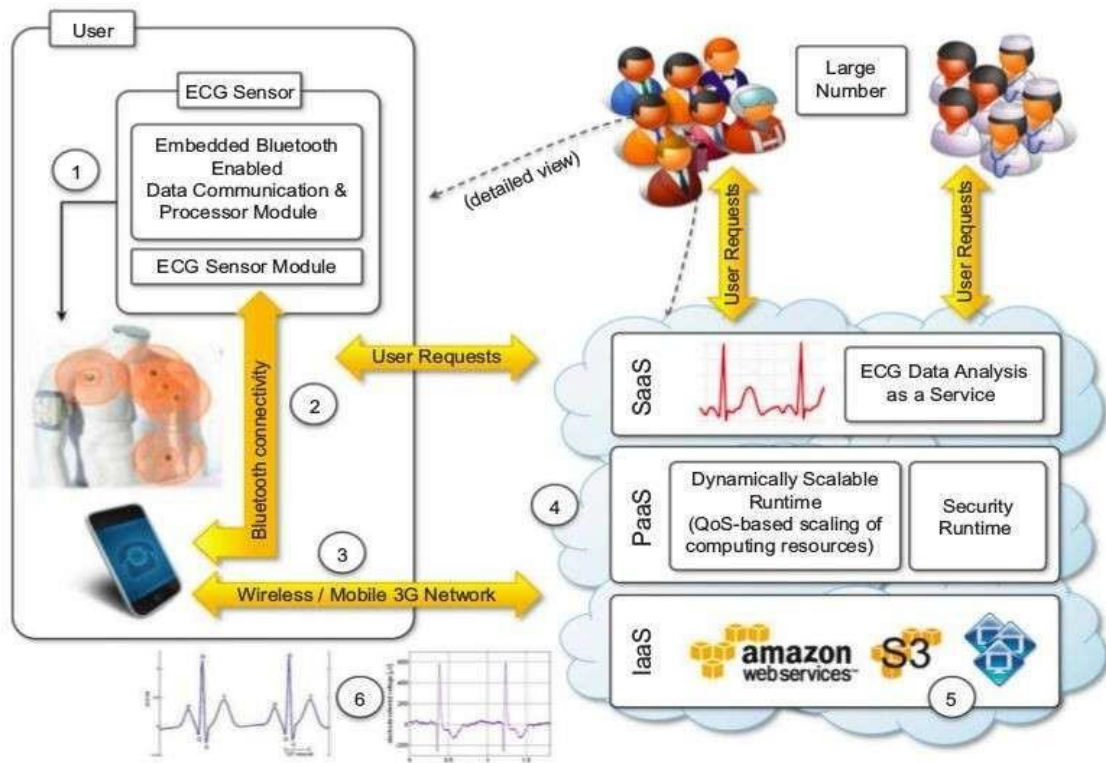 User
ECG Sensor
Embedded Bluetooth
Enabled
Data Communication &
Processor Module
ECG Sensor Module
1
Bluetooth connectivity
2
3
Wireless / Mobile 3G Network
User Requests
(detailed view)
Large
Number
User Requests
User Requests
SaaS
ECG Data Analysis
as a Service
4
PaaS
Dynamically Scalable
Runtime
(QoS-based scaling of
computing resources)
Security
Runtime
IaaS
amazon
webservices™
S3
5
6